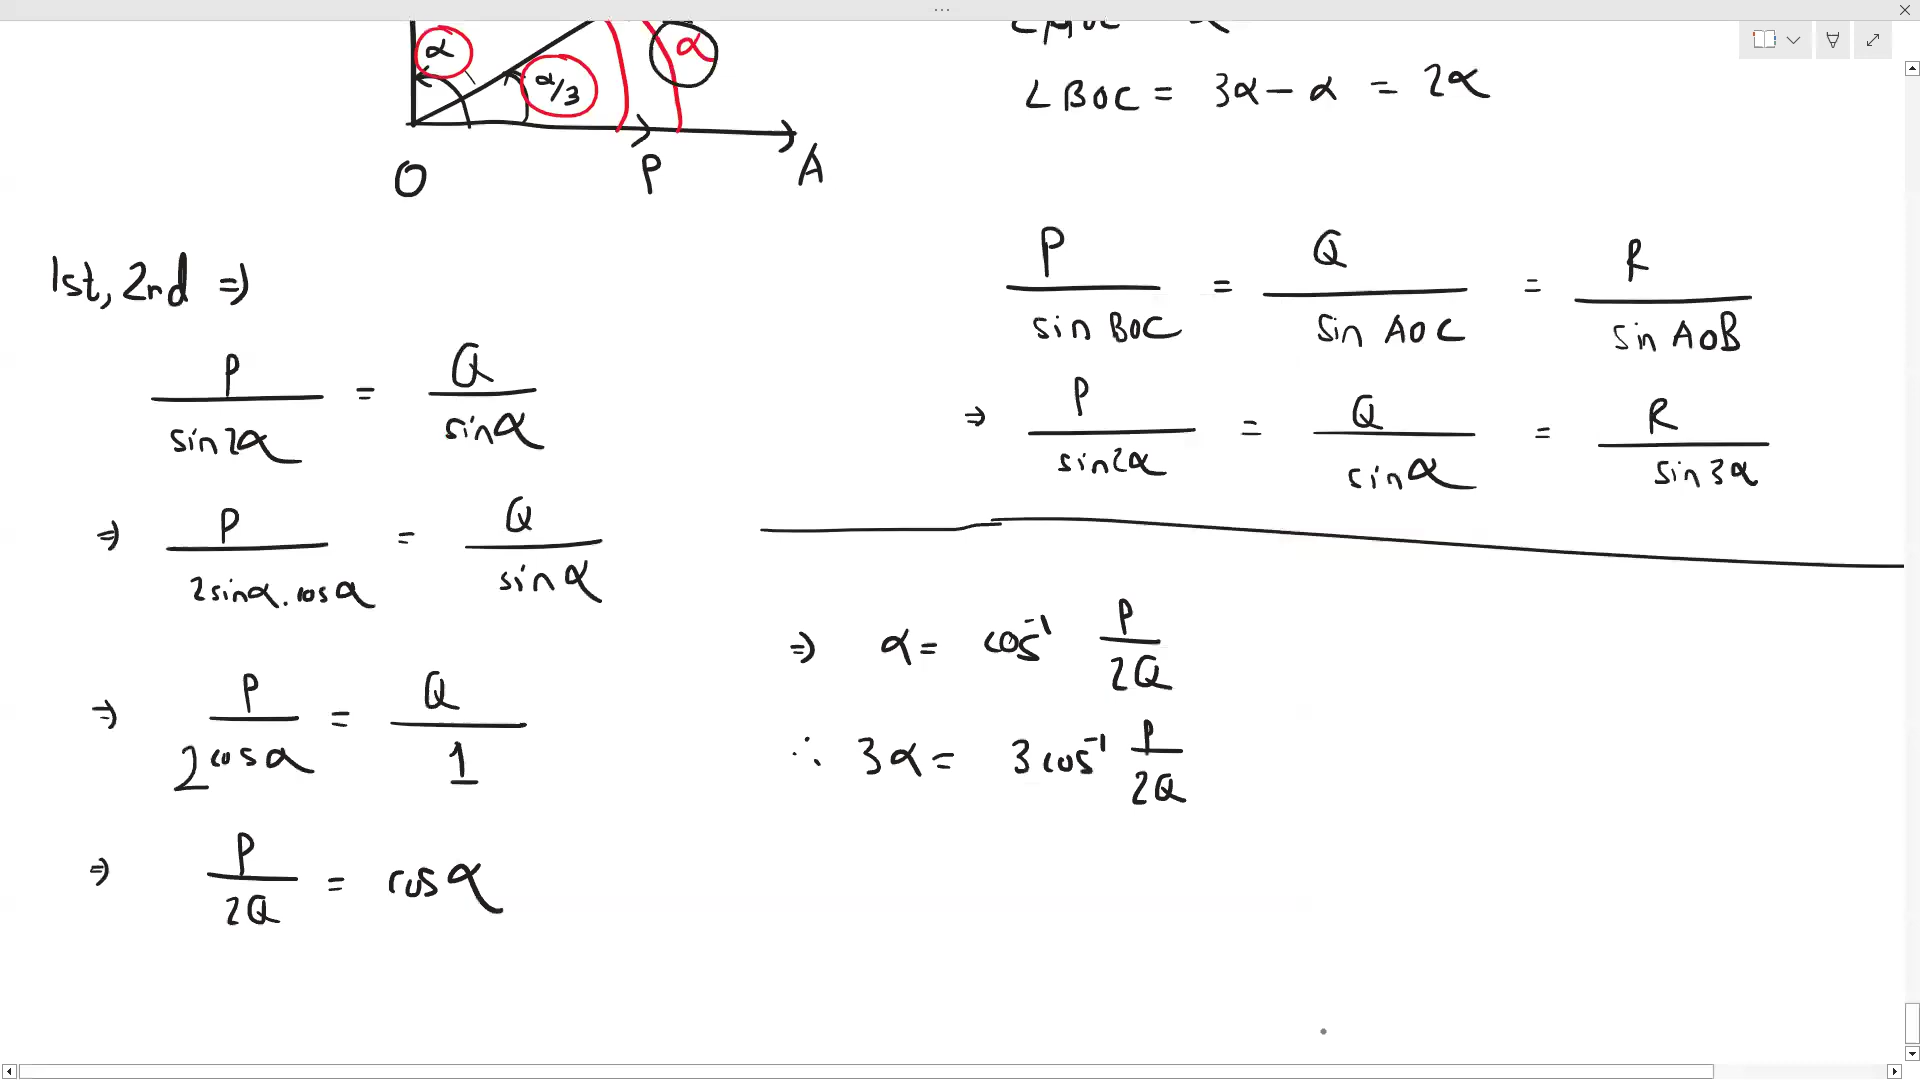 α
α/3
α
∠BOC = 3α − α = 2α
O
P
A
1st, 2nd ⇒
P/sin2α = Q/sinα
⇒ P/2sinα.cosα = Q/sinα
⇒ P/2cosα = Q/1
⇒ P/2Q = cosα
P/sin BOC = Q/sin AOC = R/sin AOB
⇒ P/sin2α = Q/sinα = R/sin3α
⇒ α = cos⁻¹ P/2Q
∴ 3α = 3cos⁻¹ P/2Q